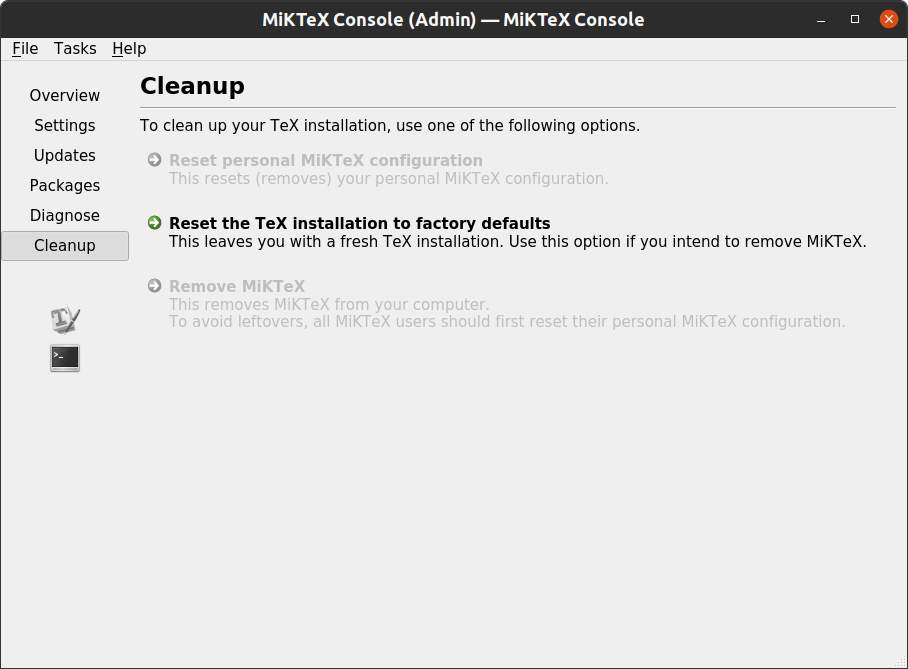 MiKTeX Console (Admin) — MiKTeX Console
File Tasks Help
Overview
Settings
Updates
Packages
Diagnose
Cleanup
Cleanup
To clean up your TeX installation, use one of the following options.
Reset personal MiKTeX configuration
This resets (removes) your personal MiKTeX configuration.
Reset the TeX installation to factory defaults
This leaves you with a fresh TeX installation. Use this option if you intend to remove MiKTeX.
Remove MiKTeX
This removes MiKTeX from your computer.
To avoid leftovers, all MiKTeX users should first reset their personal MiKTeX configuration.